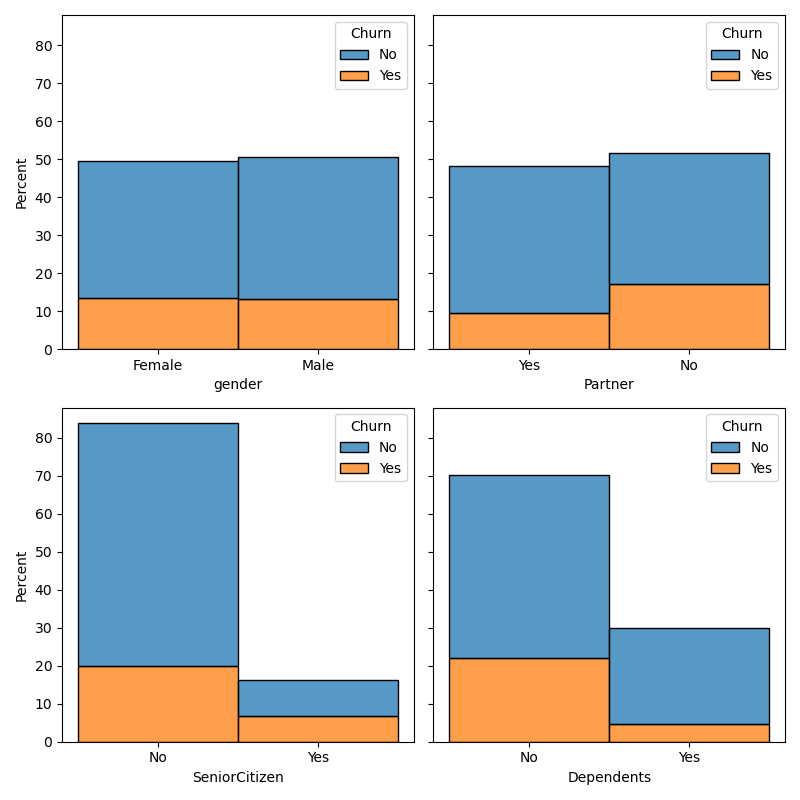 Churn
No
Yes
Churn
No
Yes
80
70
60
50
40
30
20
10
0
Percent
Female Male
gender
Yes No
Partner
Churn
No
Yes
Churn
No
Yes
80
70
60
50
40
30
20
10
0
Percent
No Yes
SeniorCitizen
No Yes
Dependents